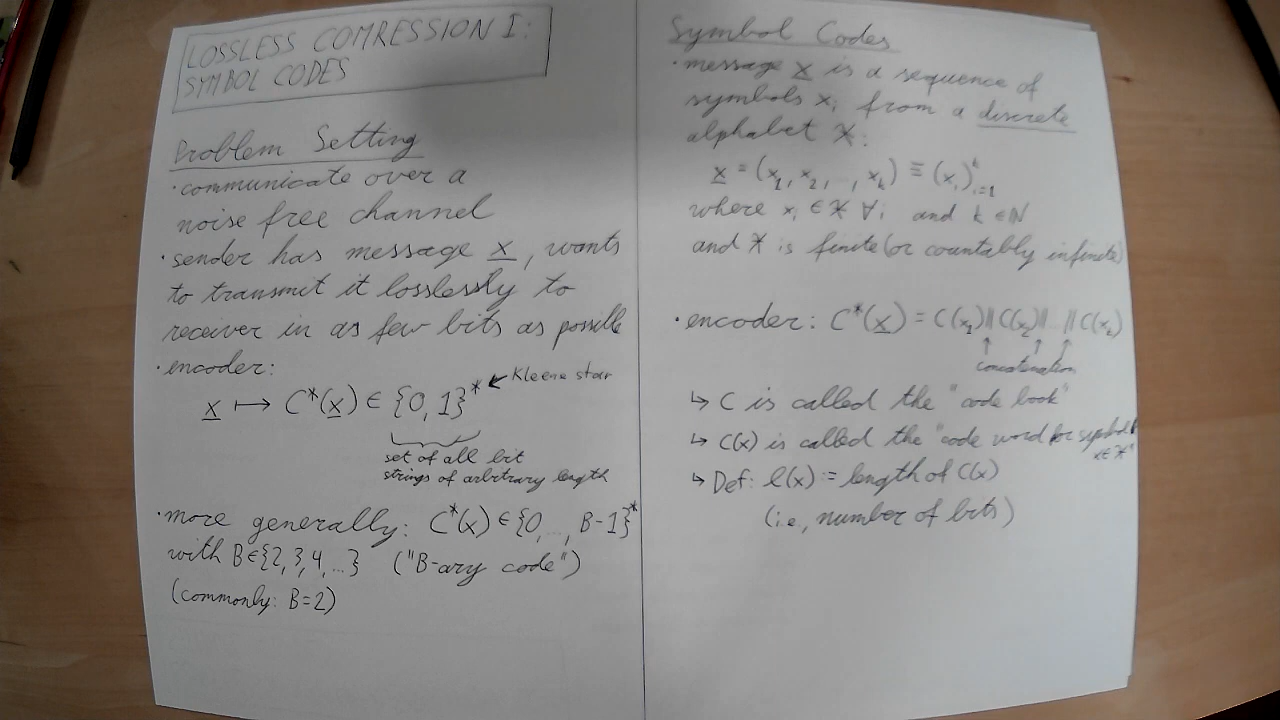 LOSSLESS COMRESSION I:
SYMBOL CODES
Problem Setting
· communicate over a
noise free channel
· sender has message x, wants
to transmit it losslessly to
receiver in as few bits as possible
· encoder:
x ↦ C*(x) ∈ {0, 1}* ← Kleene star
set of all bit
strings of arbitrary length
· more generally: C*(x) ∈ {0, ..., B-1}*
with B∈{2, 3, 4, ...} ("B-ary code")
(commonly: B=2)
Symbol Codes
· message x is a sequence of
symbols xᵢ from a discrete
alphabet 𝒳:
x = (x₁, x₂, ..., xₖ) ≡ (xᵢ)ᵏᵢ₌₁
where xᵢ ∈ 𝒳 ∀i and k ∈ ℕ
and 𝒳 is finite (or countably infinite)
· encoder: C*(x) = C(x₁)||C(x₂)||...||C(xₖ)
↑ ↑ ↑
concatenation
↳ C is called the "code book"
↳ C(x) is called the "code word for symbol
x∈𝒳"
↳ Def: ℓ(x) = length of C(x)
(i.e, number of bits)